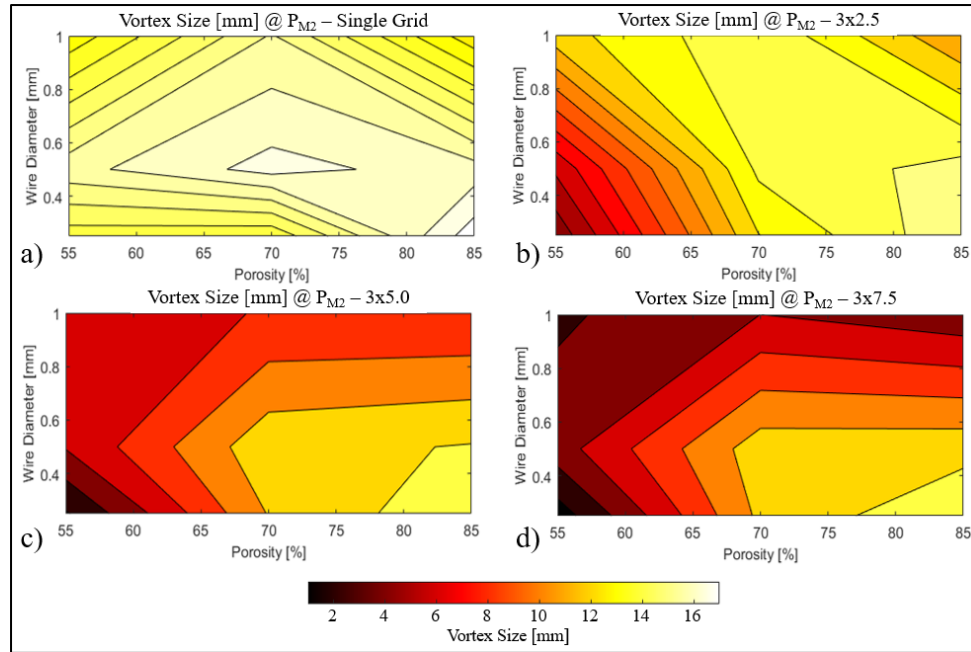 Vortex Size [mm] @ P_M2 – Single Grid
Wire Diameter [mm]
1
0.8
0.6
0.4
55 60 65 70 75 80 85
Porosity [%]
a)
Vortex Size [mm] @ P_M2 – 3x2.5
Wire Diameter [mm]
1
0.8
0.6
0.4
55 60 65 70 75 80 85
Porosity [%]
b)
Vortex Size [mm] @ P_M2 – 3x5.0
Wire Diameter [mm]
1
0.8
0.6
0.4
55 60 65 70 75 80 85
Porosity [%]
c)
Vortex Size [mm] @ P_M2 – 3x7.5
Wire Diameter [mm]
1
0.8
0.6
0.4
55 60 65 70 75 80 85
Porosity [%]
d)
2 4 6 8 10 12 14 16
Vortex Size [mm]